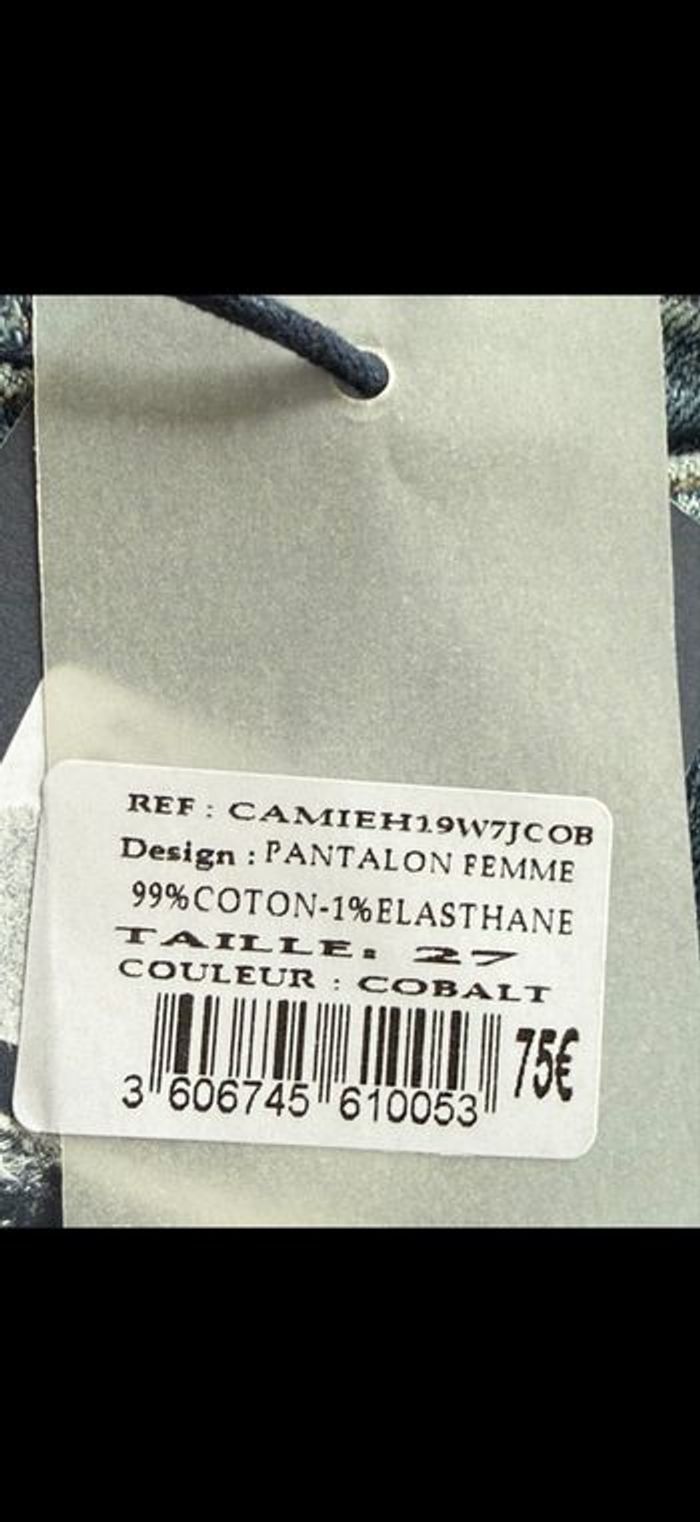 REF : CAMIEH19W7JCOB
Design : PANTALON FEMME
99%COTON-1%ELASTHANE
TAILLE: 27
COULEUR : COBALT
75€
3 606745 610053